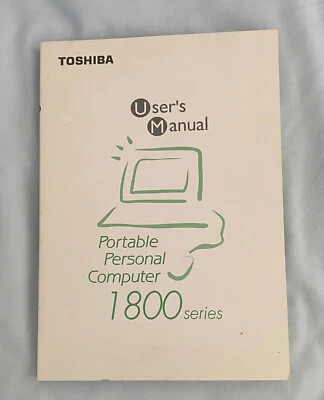 TOSHIBA
User's
Manual
Portable
Personal
Computer
1800 series